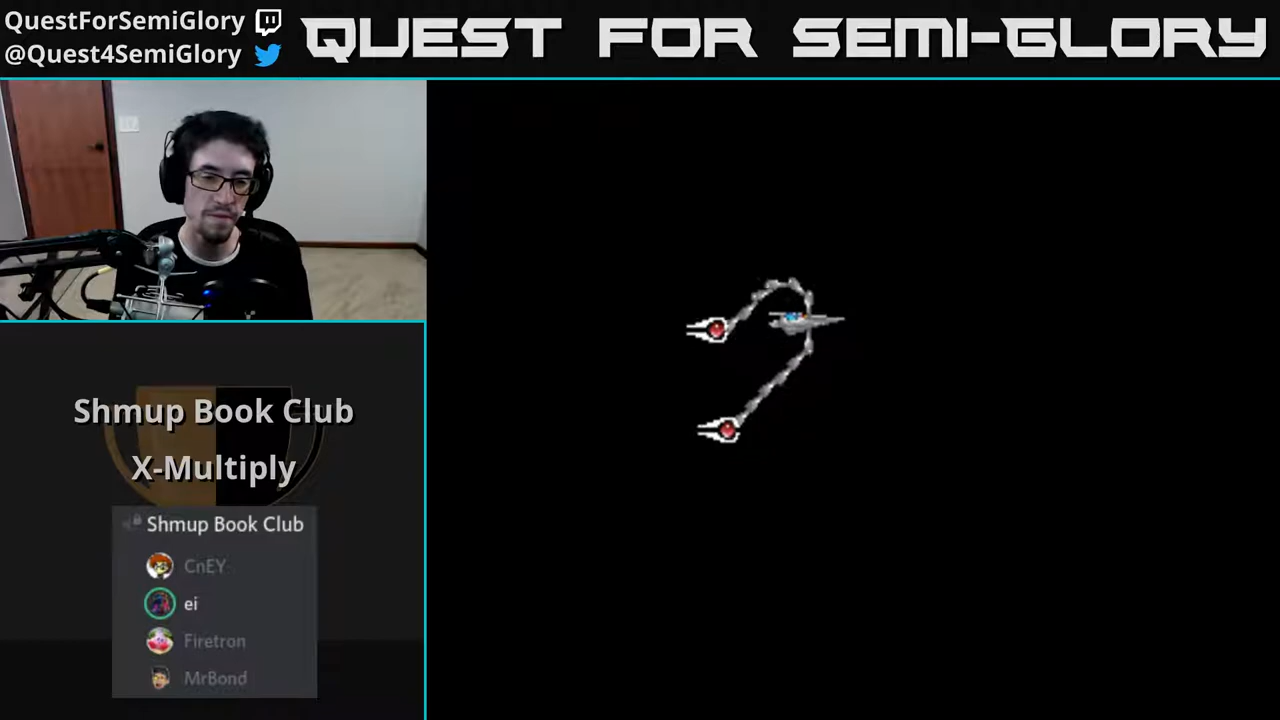 QuestForSemiGlory
@Quest4SemiGlory
QUEST FOR SEMI-GLORY
Shmup Book Club
X-Multiply
Shmup Book Club
CnEY
ei
Firetron
MrBond